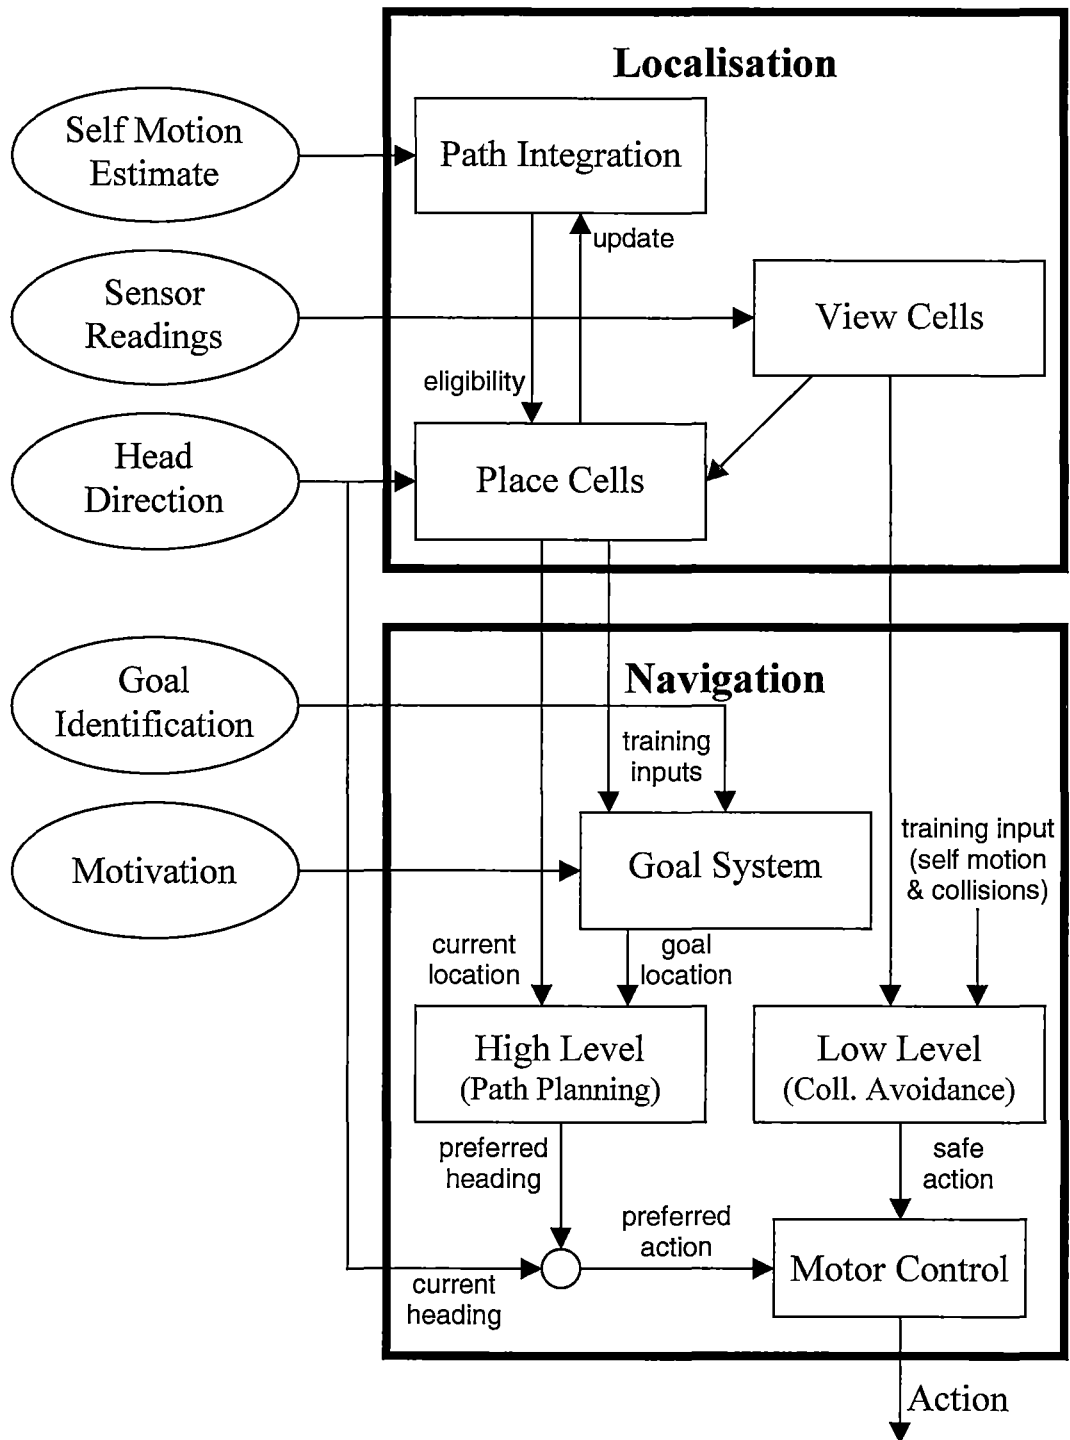 Localisation
Self Motion
Estimate
Path Integration
update
Sensor
Readings
View Cells
eligibility
Head
Direction
Place Cells
Navigation
Goal
Identification
training
inputs
Motivation
Goal System
training input
(self motion
& collisions)
current
location
goal
location
High Level
(Path Planning)
Low Level
(Coll. Avoidance)
preferred
heading
safe
action
preferred
action
Motor Control
current
heading
Action